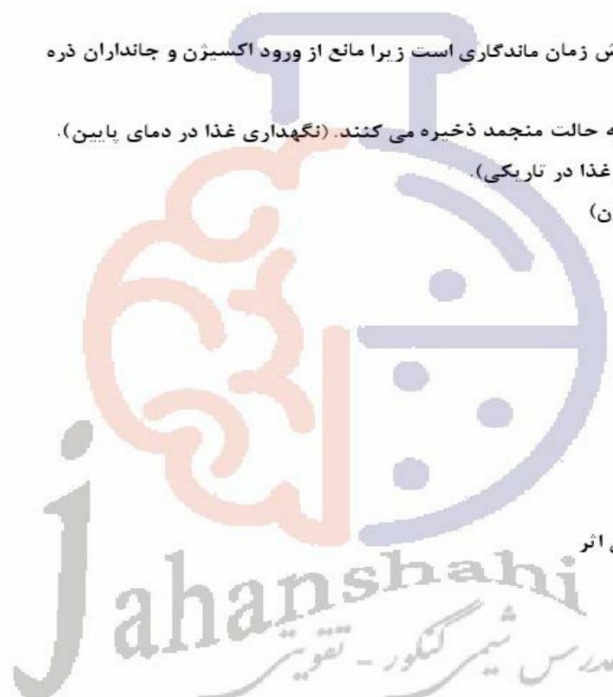 ش زمان ماندگاری است زیرا مانع از ورود اکسیژن و جانداران ذره
ه حالت منجمد ذخیره می کنند. (نگهداری غذا در دمای پایین).
غذا در تاریکی).
ن)
اثر
Jahanshahi
مدرس شیمی کنکور - تقویتی